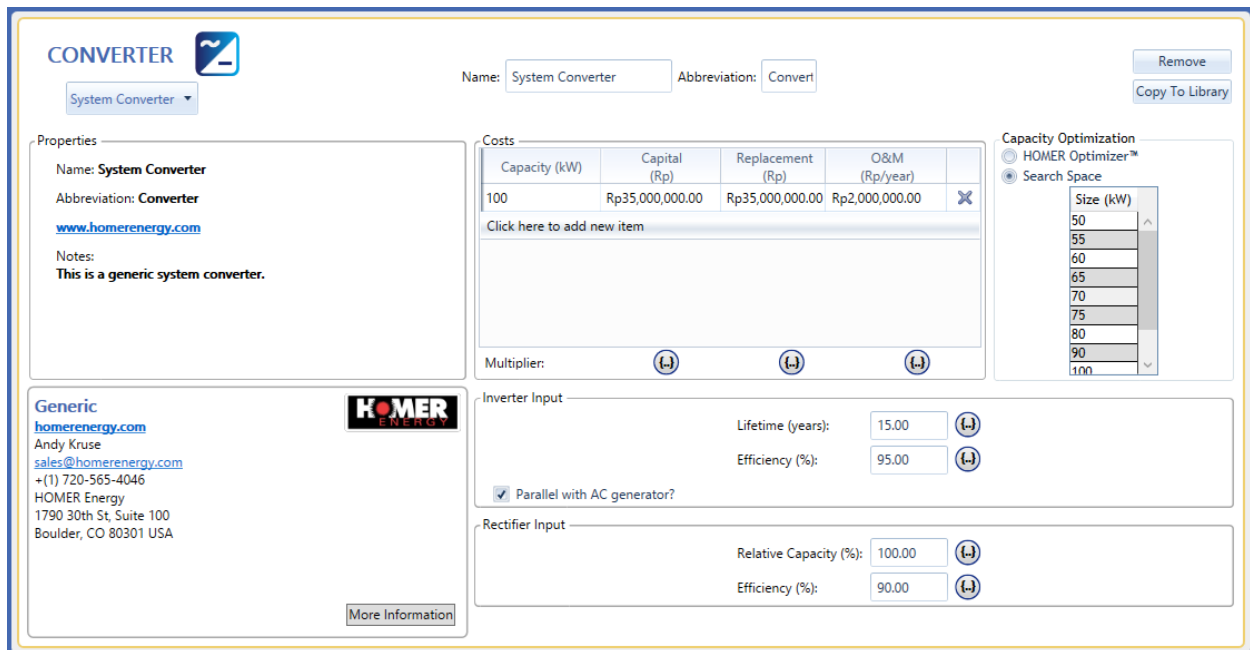 CONVERTER
System Converter
Name: System Converter
Abbreviation: Convert
Remove
Copy To Library
Properties
Name: System Converter
Abbreviation: Converter
www.homerenergy.com
Notes:
This is a generic system converter.
Costs
Capacity (kW) Capital (Rp) Replacement (Rp) O&M (Rp/year)
100 Rp35,000,000.00 Rp35,000,000.00 Rp2,000,000.00
Click here to add new item
Multiplier: {..} {..} {..}
Capacity Optimization
HOMER Optimizer™
Search Space
Size (kW)
50
55
60
65
70
75
80
90
100
Generic
HOMER
ENERGY
homerenergy.com
Andy Kruse
sales@homerenergy.com
+(1) 720-565-4046
HOMER Energy
1790 30th St, Suite 100
Boulder, CO 80301 USA
More Information
Inverter Input
Lifetime (years): 15.00 {..}
Efficiency (%): 95.00 {..}
Parallel with AC generator?
Rectifier Input
Relative Capacity (%): 100.00 {..}
Efficiency (%): 90.00 {..}